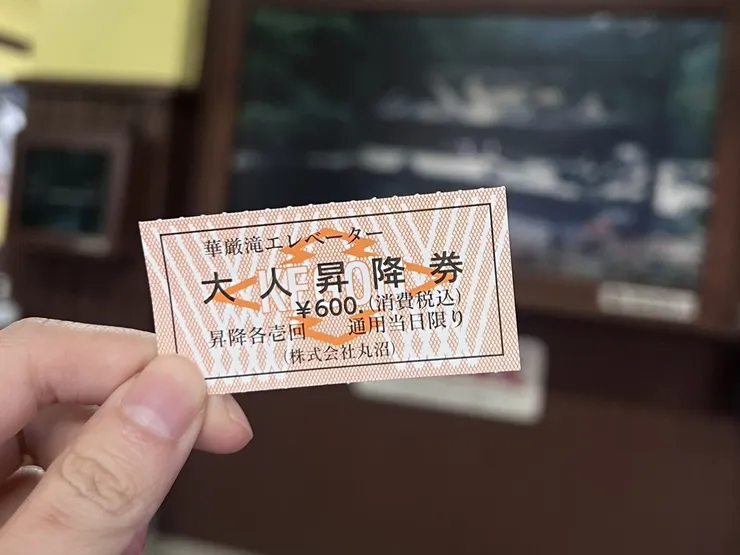 華厳滝エレベーター
大人昇降券
¥600.(消費税込)
昇降各壱回 通用当日限り
(株式会社丸沼)